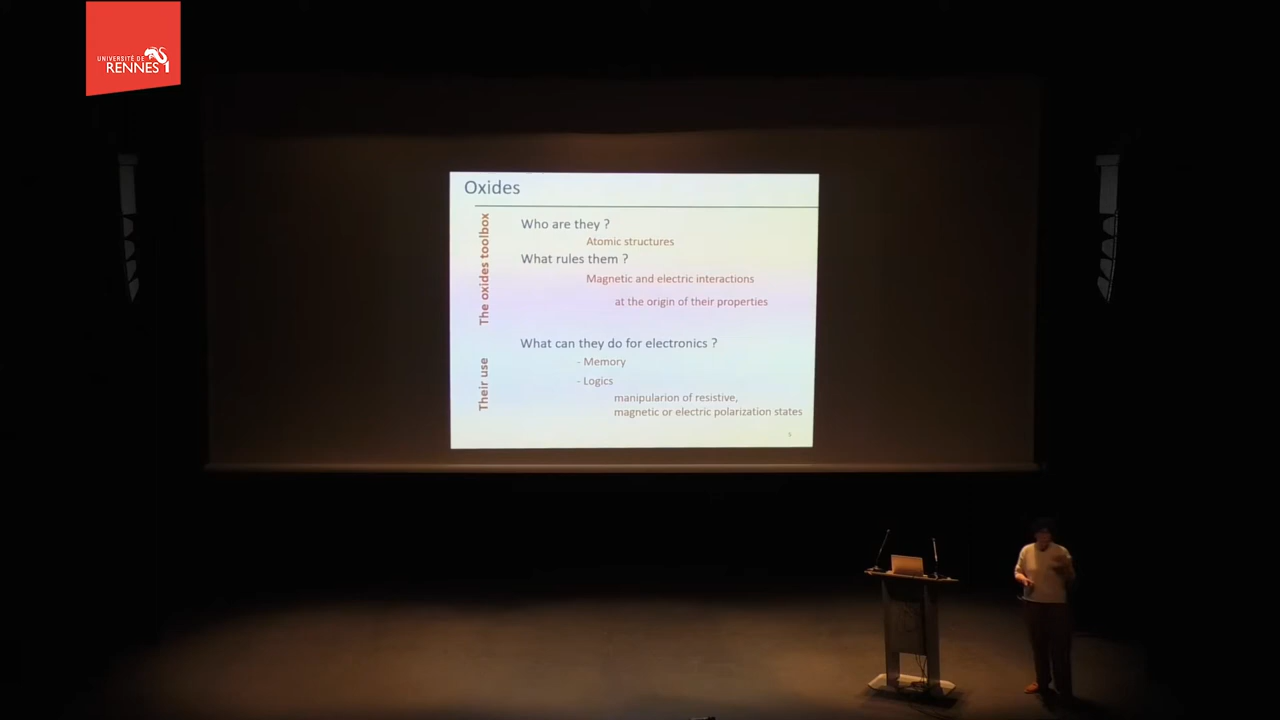 UNIVERSITÉ DE
RENNES 1
Oxides
The oxides toolbox
Who are they ?
Atomic structures
What rules them ?
Magnetic and electric interactions
at the origin of their properties
Their use
What can they do for electronics ?
- Memory
- Logics
manipularion of resistive,
magnetic or electric polarization states